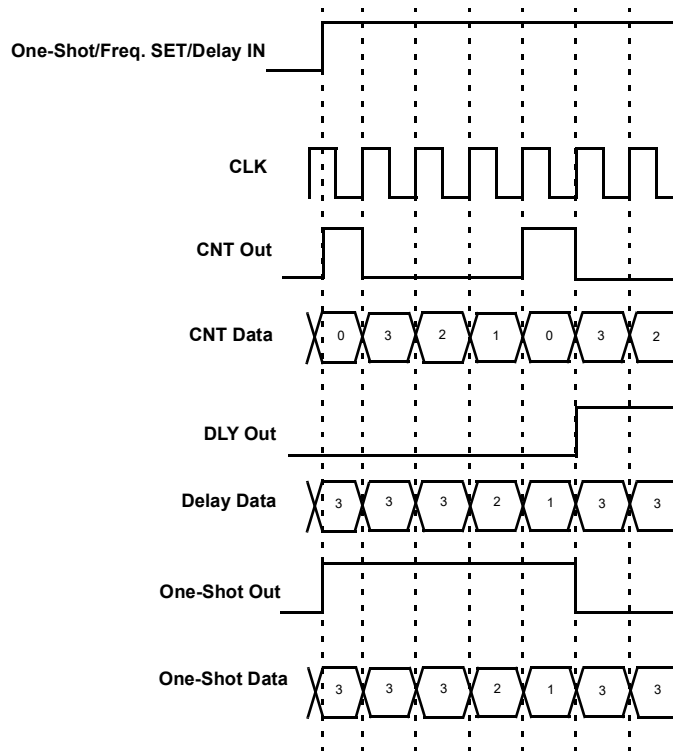 One-Shot/Freq. SET/Delay IN
CLK
CNT Out
CNT Data 0 3 2 1 0 3 2
DLY Out
Delay Data 3 3 3 2 1 3 3
One-Shot Out
One-Shot Data 3 3 3 2 1 3 3